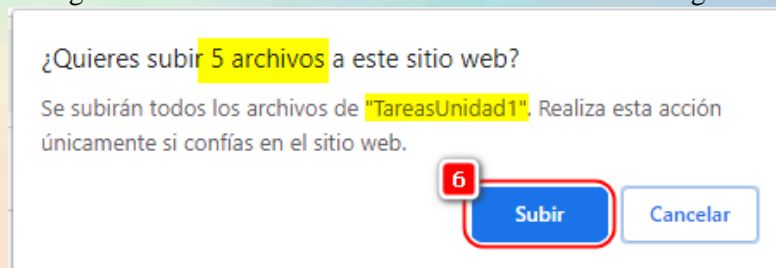 ¿Quieres subir 5 archivos a este sitio web?
Se subirán todos los archivos de "TareasUnidad1". Realiza esta acción
únicamente si confías en el sitio web.
6
Subir Cancelar